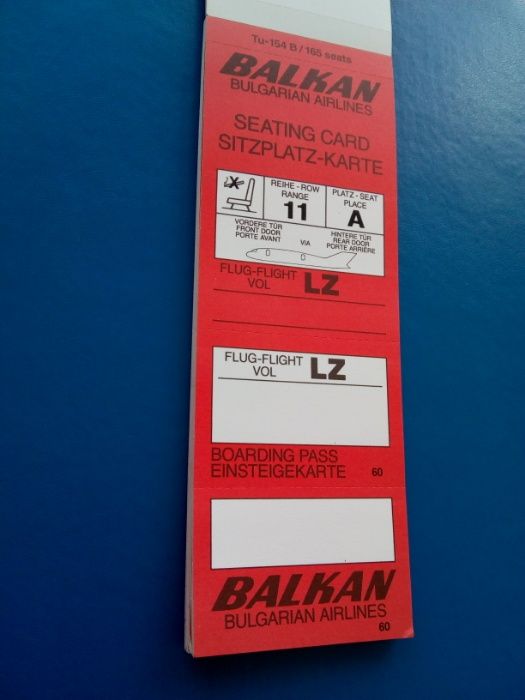 Tu-154 B / 165 seats
BALKAN
BULGARIAN AIRLINES
SEATING CARD
SITZPLATZ-KARTE
REIHE - ROW
RANGE
11
PLATZ - SEAT
PLACE
A
VORDERE TÜR
FRONT DOOR
PORTE AVANT
VIA
HINTERE TÜR
REAR DOOR
PORTE ARRIÈRE
FLUG-FLIGHT
VOL
LZ
FLUG-FLIGHT
VOL
LZ
BOARDING PASS
EINSTEIGEKARTE
60
BALKAN
BULGARIAN AIRLINES
60